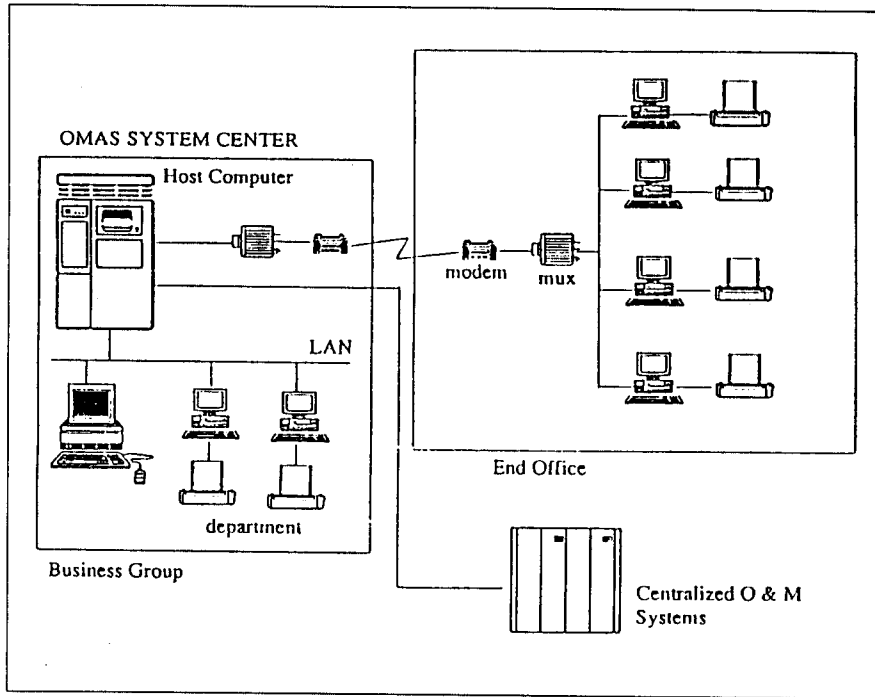 OMAS SYSTEM CENTER
Host Computer
modem
mux
LAN
End Office
department
Business Group
Centralized O & M
Systems